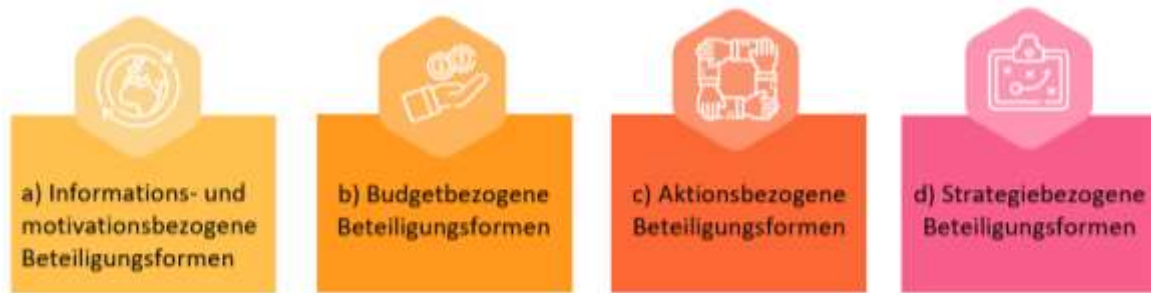 a) Informations- und
motivationsbezogene
Beteiligungsformen
b) Budgetbezogene
Beteiligungsformen
c) Aktionsbezogene
Beteiligungsformen
d) Strategiebezogene
Beteiligungsformen